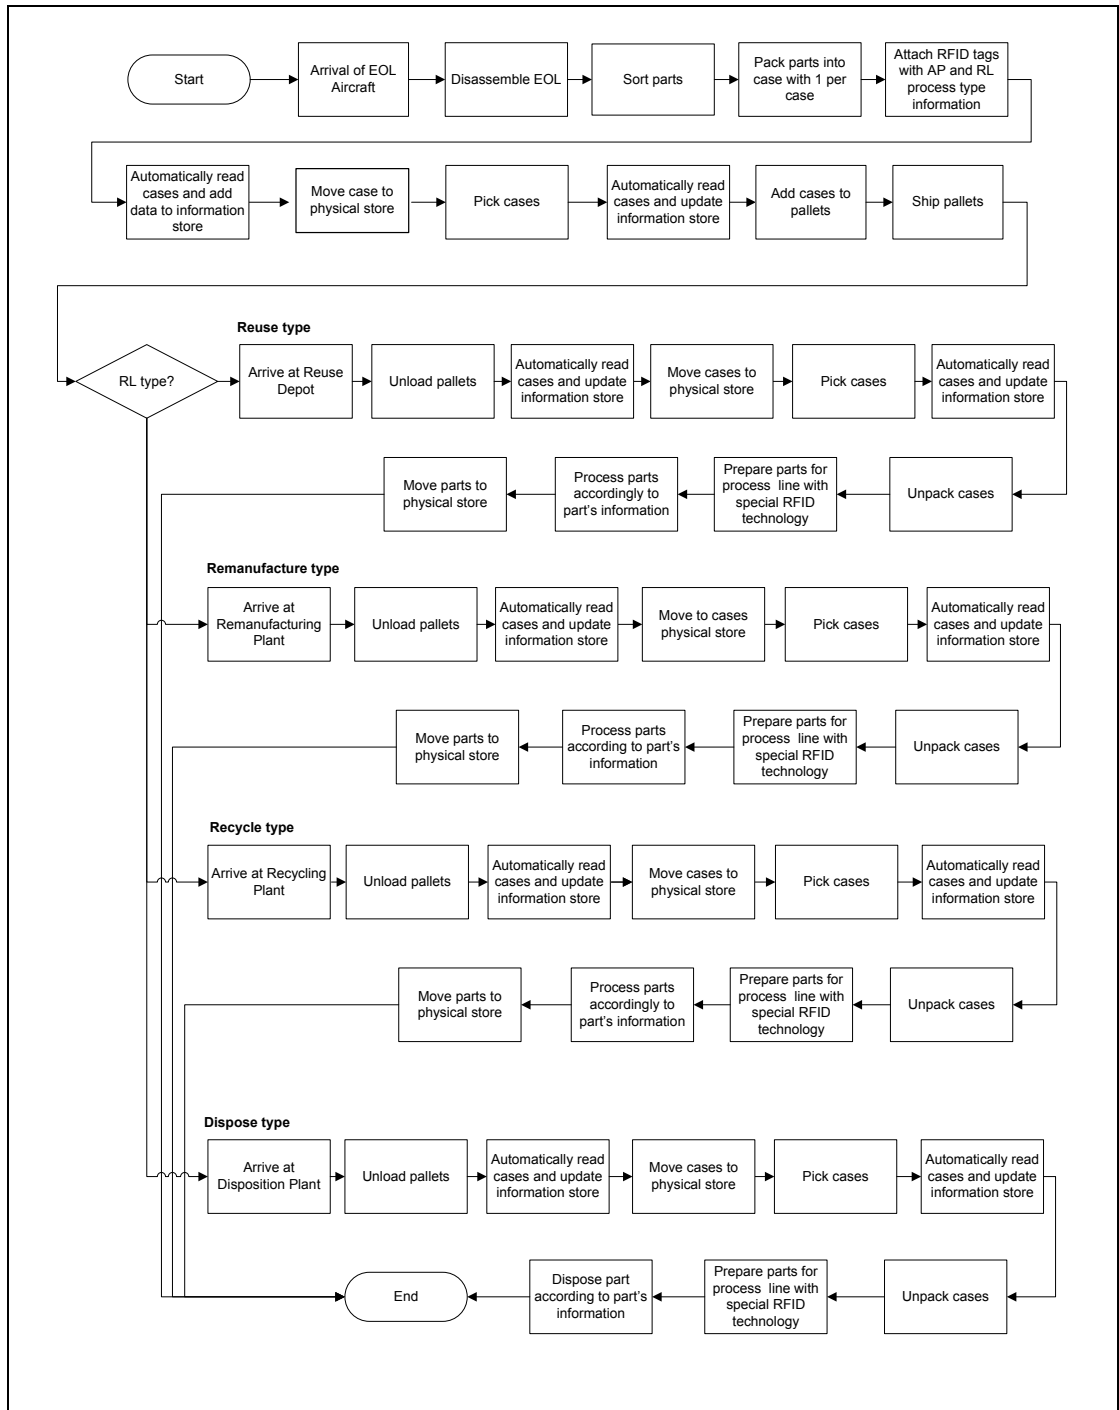 Start
Arrival of EOL
Aircraft
Disassemble EOL
Sort parts
Pack parts into
case with 1 per
case
Attach RFID tags
with AP and RL
process type
information
Automatically read
cases and add
data to information
store
Move case to
physical store
Pick cases
Automatically read
cases and update
information store
Add cases to
pallets
Ship pallets
Reuse type
RL type?
Arrive at Reuse
Depot
Unload pallets
Automatically read
cases and update
information store
Move cases to
physical store
Pick cases
Automatically read
cases and update
information store
Move parts to
physical store
Process parts
accordingly to
part's information
Prepare parts for
process line with
special RFID
technology
Unpack cases
Remanufacture type
Arrive at
Remanufacturing
Plant
Unload pallets
Automatically read
cases and update
information store
Move to cases
physical store
Pick cases
Automatically read
cases and update
information store
Move parts to
physical store
Process parts
according to part's
information
Prepare parts for
process line with
special RFID
technology
Unpack cases
Recycle type
Arrive at Recycling
Plant
Unload pallets
Automatically read
cases and update
information store
Move cases to
physical store
Pick cases
Automatically read
cases and update
information store
Move parts to
physical store
Process parts
accordingly to
part's information
Prepare parts for
process line with
special RFID
technology
Unpack cases
Dispose type
Arrive at
Disposition Plant
Unload pallets
Automatically read
cases and update
information store
Move cases to
physical store
Pick cases
Automatically read
cases and update
information store
End
Dispose part
according to part's
information
Prepare parts for
process line with
special RFID
technology
Unpack cases